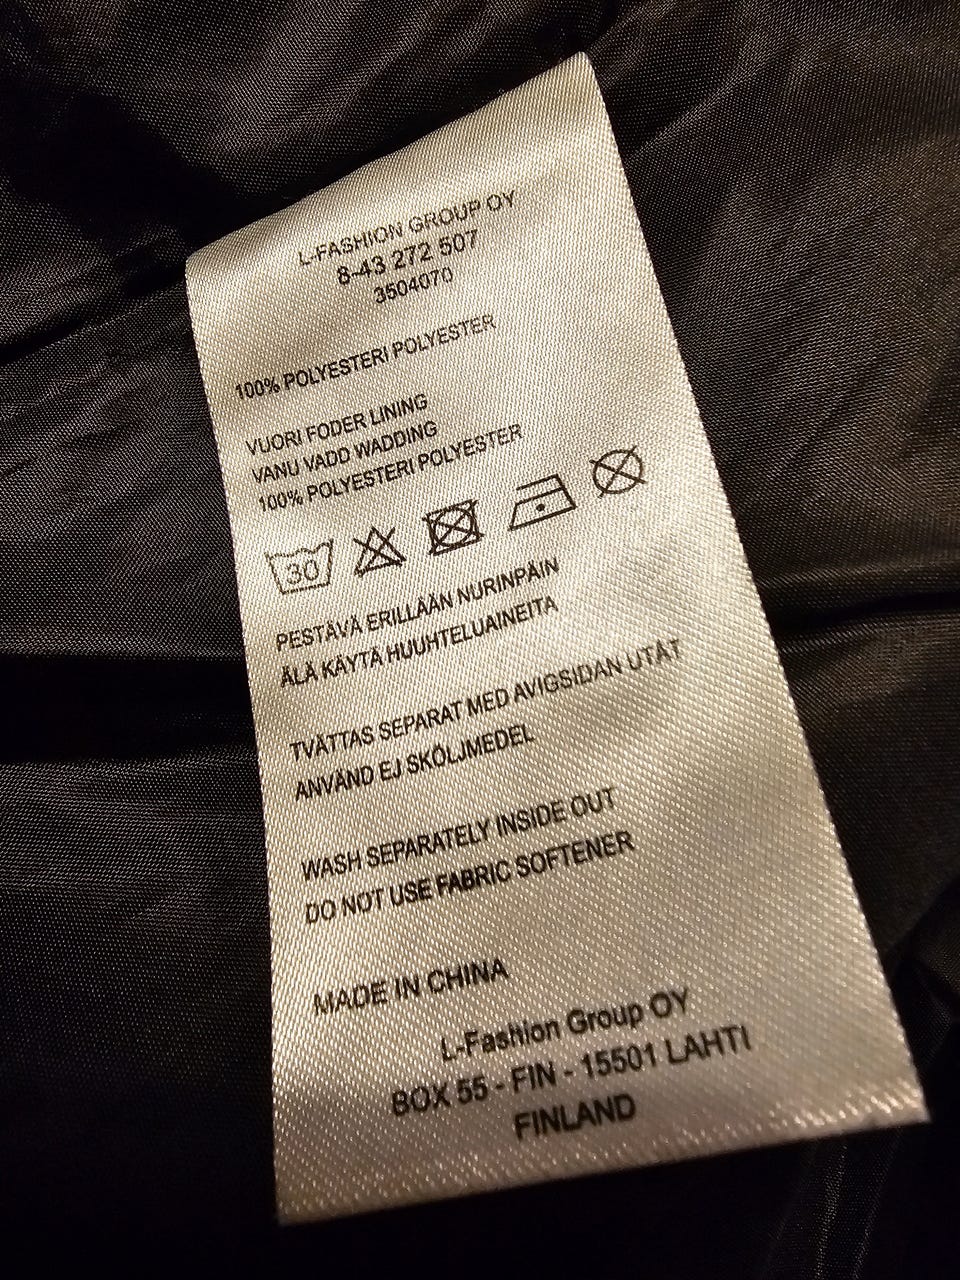 L-FASHION GROUP OY
8-43 272 507
3504070
100% POLYESTERI POLYESTER
VUORI FODER LINING
VANU VADD WADDING
100% POLYESTERI POLYESTER
30
PESTÄVÄ ERILLÄÄN NURINPÄIN
ÄLÄ KÄYTÄ HUUHTELUAINEITA
TVÄTTAS SEPARAT MED AVIGSIDAN UTÅT
ANVÄND EJ SKÖLJMEDEL
WASH SEPARATELY INSIDE OUT
DO NOT USE FABRIC SOFTENER
MADE IN CHINA
L-Fashion Group OY
BOX 55 - FIN - 15501 LAHTI
FINLAND